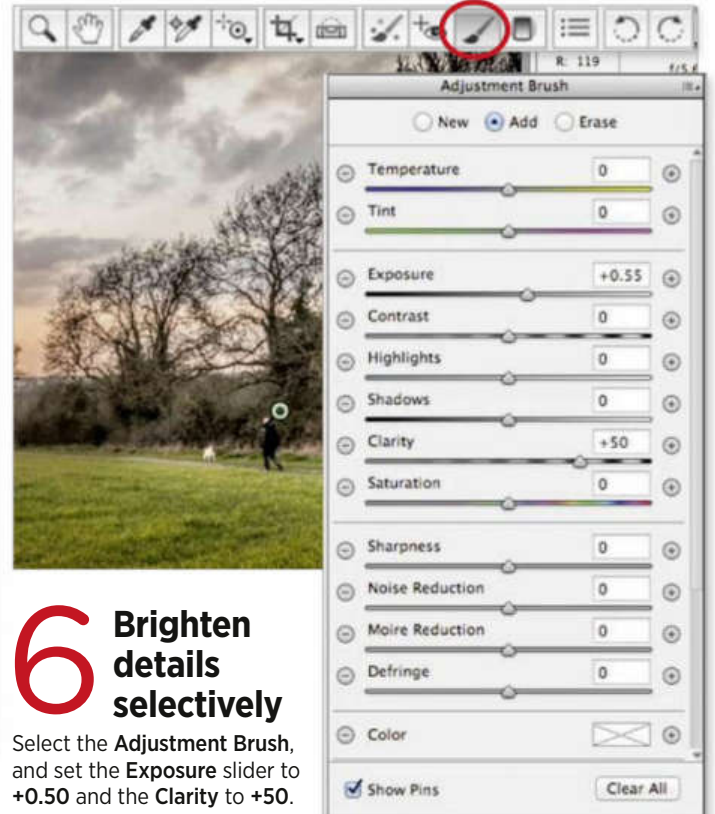 R: 119
f/5.6
Adjustment Brush
New Add Erase
Temperature 0
Tint 0
Exposure +0.55
Contrast 0
Highlights 0
Shadows 0
Clarity +50
Saturation 0
Sharpness 0
Noise Reduction 0
Moire Reduction 0
Defringe 0
Color
Show Pins Clear All
6 Brighten
details
selectively
Select the Adjustment Brush,
and set the Exposure slider to
+0.50 and the Clarity to +50.